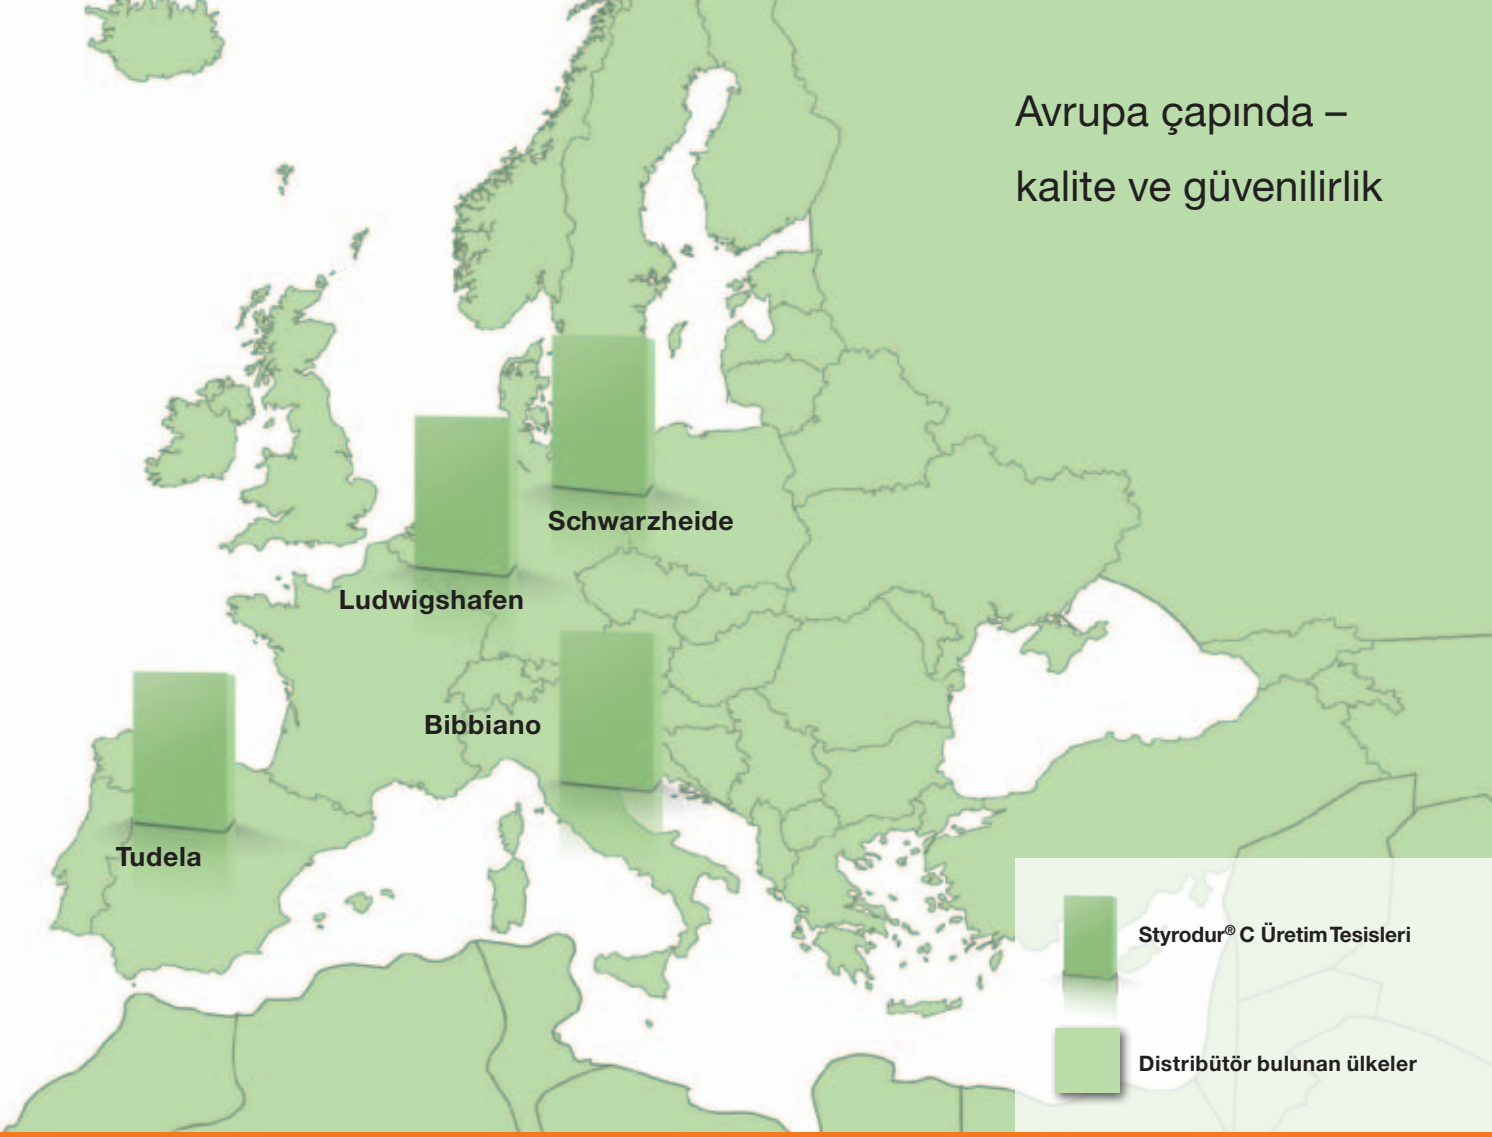 Avrupa çapında –
kalite ve güvenilirlik
Schwarzheide
Ludwigshafen
Bibbiano
Tudela
Styrodur® C Üretim Tesisleri
Distribütör bulunan ülkeler